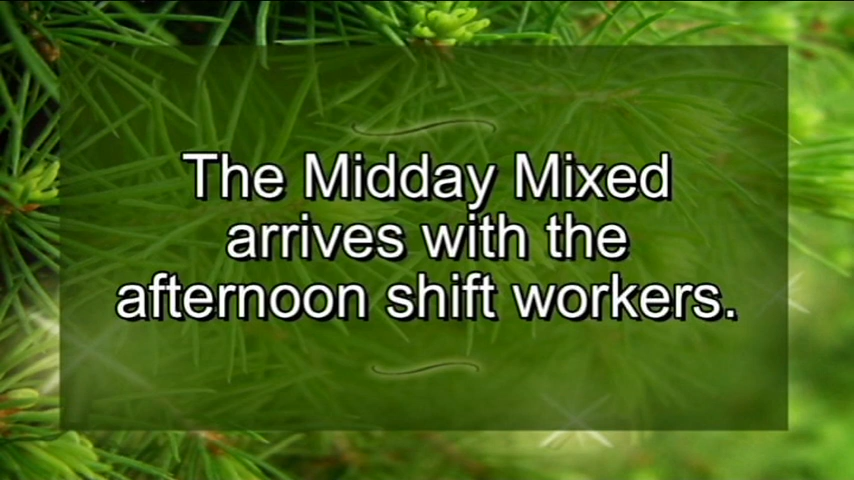 The Midday Mixed
arrives with the
afternoon shift workers.